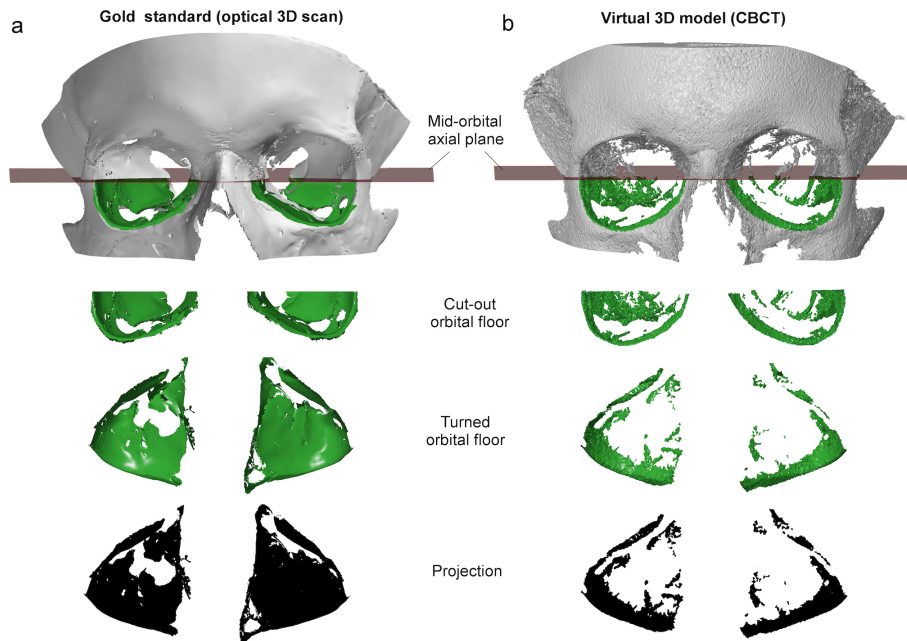 a
Gold standard (optical 3D scan)
b
Virtual 3D model (CBCT)
Mid-orbital
axial plane
Cut-out
orbital floor
Turned
orbital floor
Projection